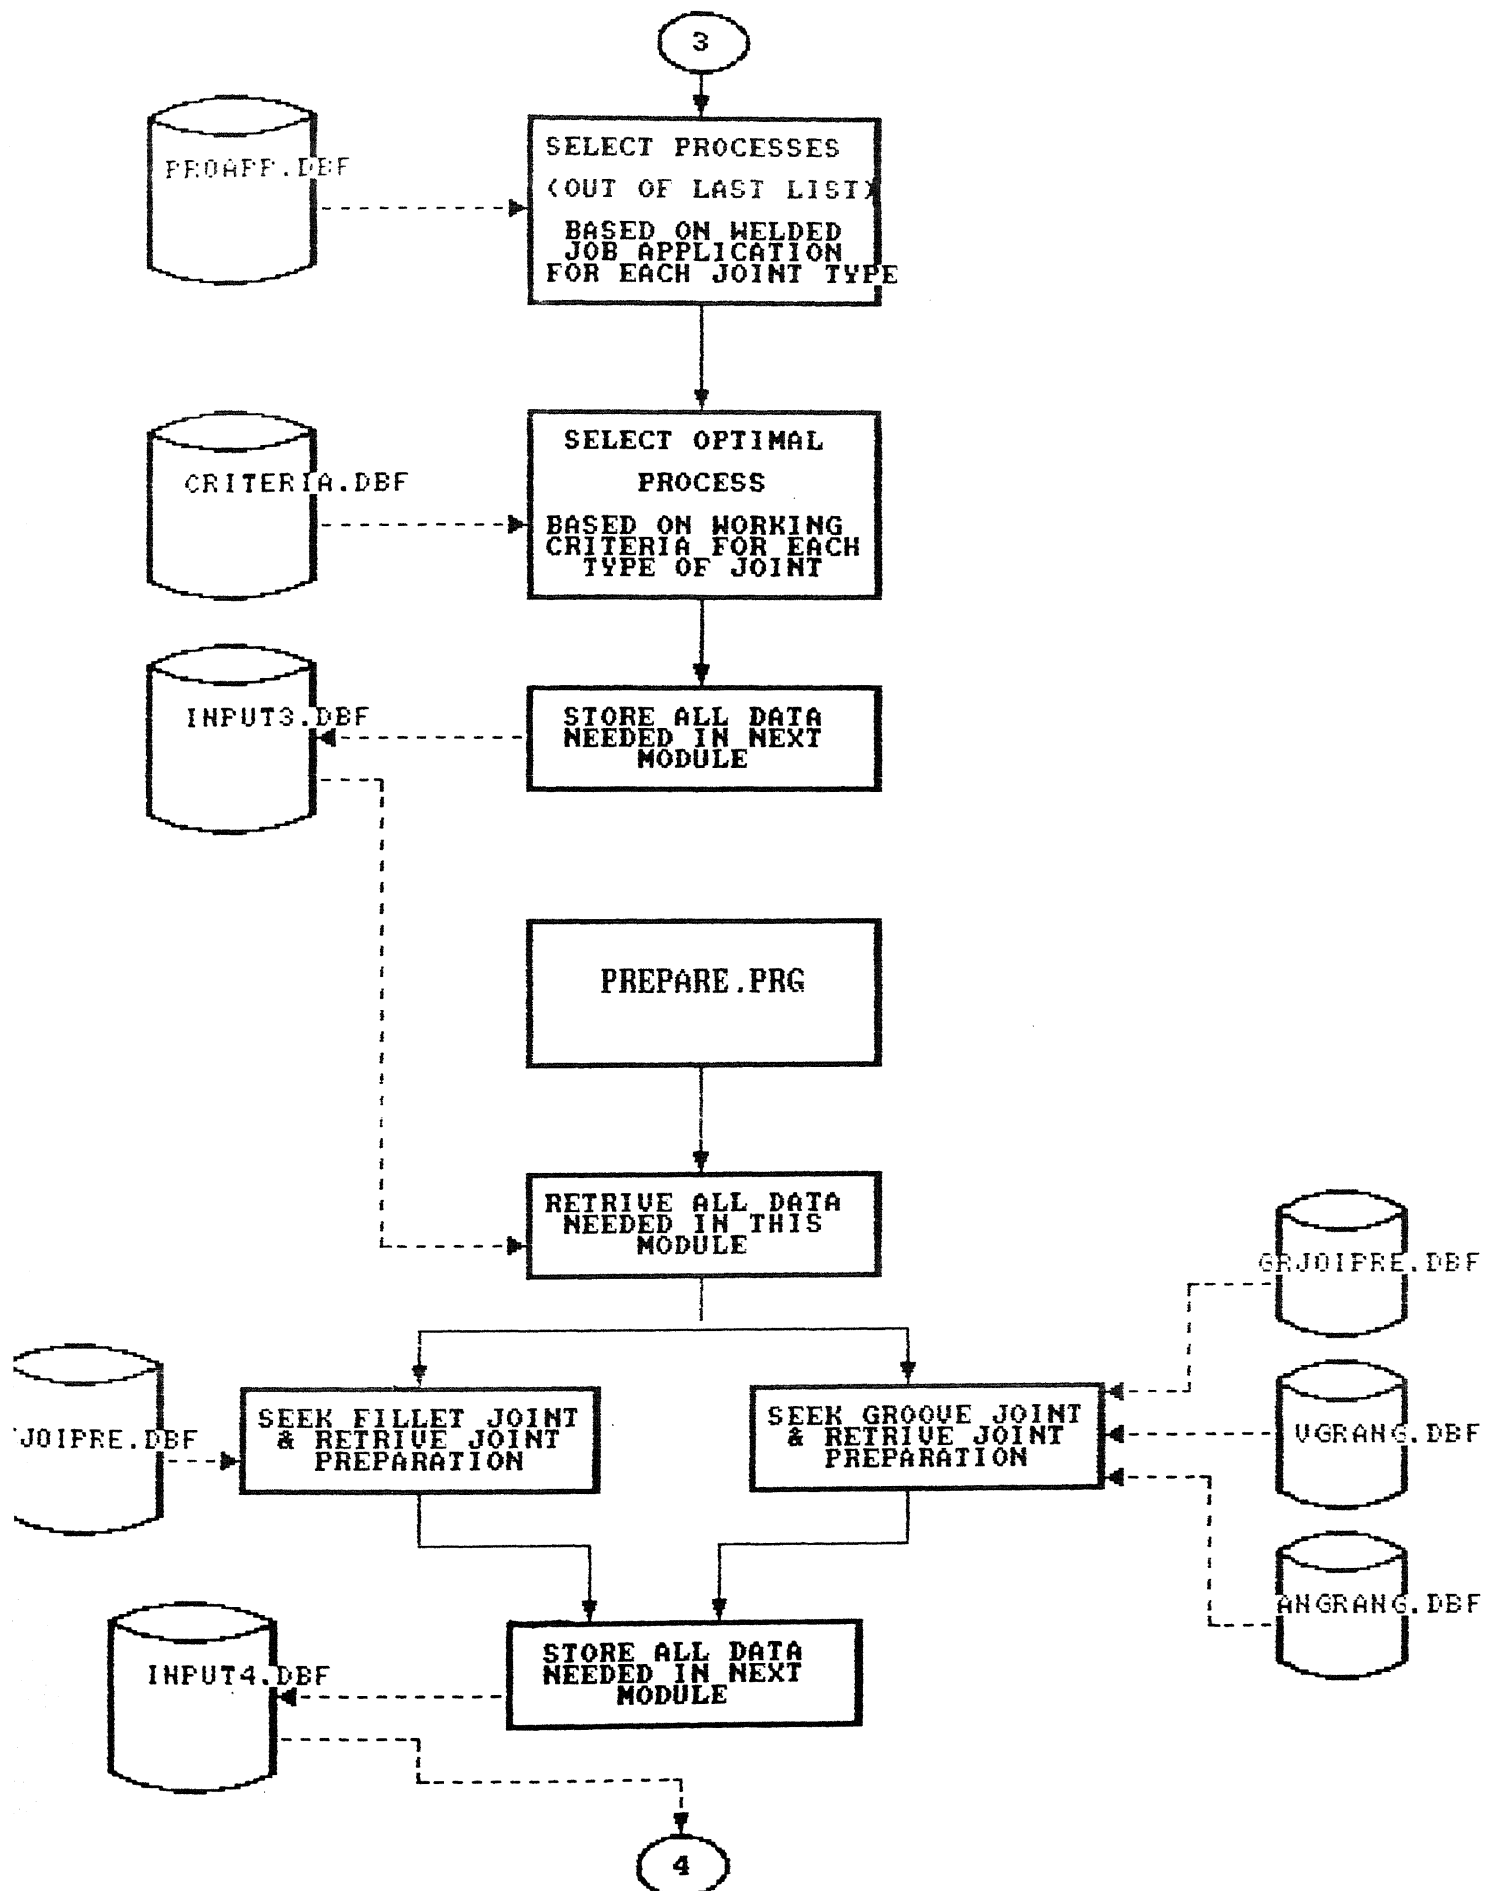 3
PROAPP.DBF
SELECT PROCESSES
(OUT OF LAST LIST)
BASED ON WELDED
JOB APPLICATION
FOR EACH JOINT TYPE
CRITERIA.DBF
SELECT OPTIMAL
PROCESS
BASED ON WORKING
CRITERIA FOR EACH
TYPE OF JOINT
INPUT3.DBF
STORE ALL DATA
NEEDED IN NEXT
MODULE
PREPARE.PRG
RETRIVE ALL DATA
NEEDED IN THIS
MODULE
GRJOIPRE.DBF
JOIPRE.DBF
SEEK FILLET JOINT
& RETRIVE JOINT
PREPARATION
SEEK GROOVE JOINT
& RETRIVE JOINT
PREPARATION
VGRANG.DBF
ANGRANG.DBF
INPUT4.DBF
STORE ALL DATA
NEEDED IN NEXT
MODULE
4